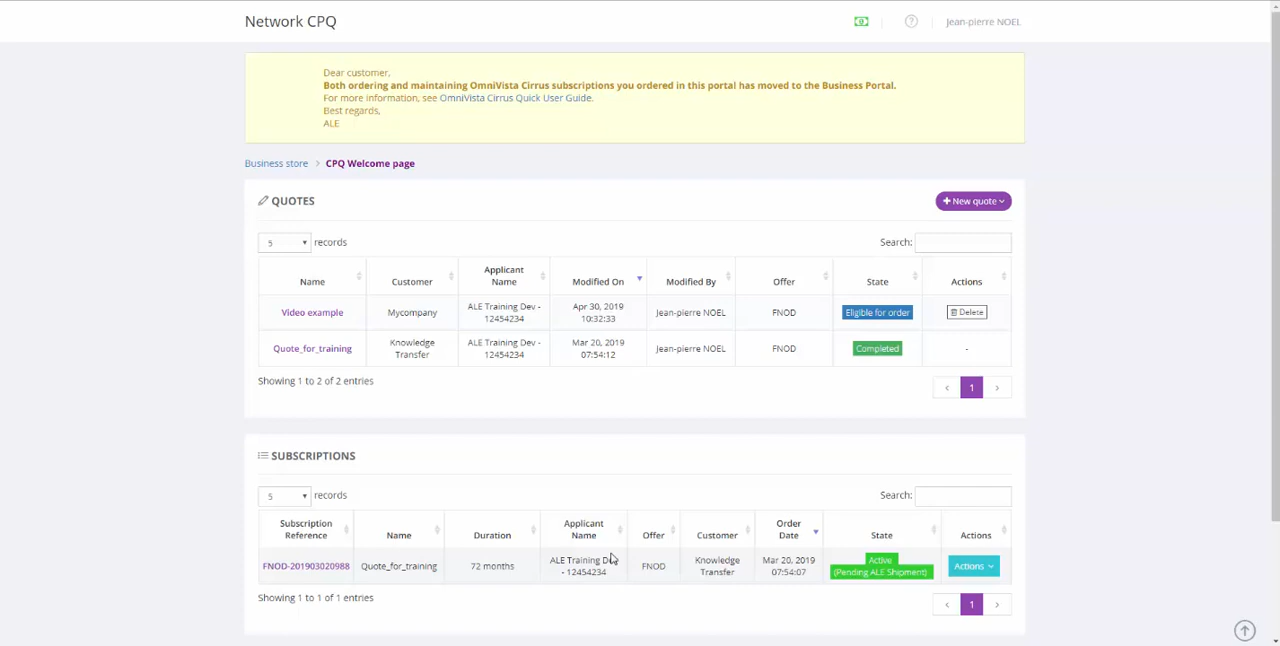 Network CPQ
Jean-pierre NOEL
Dear customer,
Both ordering and maintaining OmniVista Cirrus subscriptions you ordered in this portal has moved to the Business Portal.
For more information, see OmniVista Cirrus Quick User Guide.
Best regards,
ALE
Business store > CPQ Welcome page
QUOTES
+ New quote
5 records
Search:
Name Customer Applicant Name Modified On Modified By Offer State Actions
Video example Mycompany ALE Training Dev - 12454234 Apr 30, 2019 10:32:33 Jean-pierre NOEL FNOD Eligible for order Delete
Quote_for_training Knowledge Transfer ALE Training Dev - 12454234 Mar 20, 2019 07:54:12 Jean-pierre NOEL FNOD Completed -
Showing 1 to 2 of 2 entries
‹ 1 ›
SUBSCRIPTIONS
5 records
Search:
Subscription Reference Name Duration Applicant Name Offer Customer Order Date State Actions
FNOD-201903020988 Quote_for_training 72 months ALE Training Dev - 12454234 FNOD Knowledge Transfer Mar 20, 2019 07:54:07 Active (Pending ALE Shipment) Actions
Showing 1 to 1 of 1 entries
‹ 1 ›